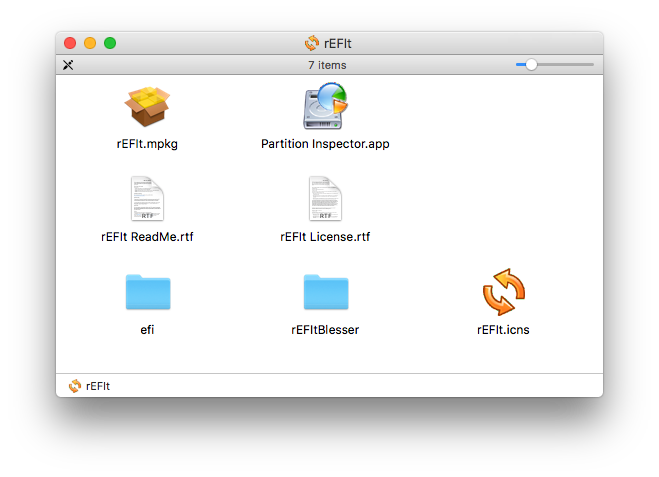 rEFIt
7 items
rEFIt.mpkg
Partition Inspector.app
RTF
RTF
rEFIt ReadMe.rtf
rEFIt License.rtf
efi
rEFItBlesser
rEFIt.icns
rEFIt